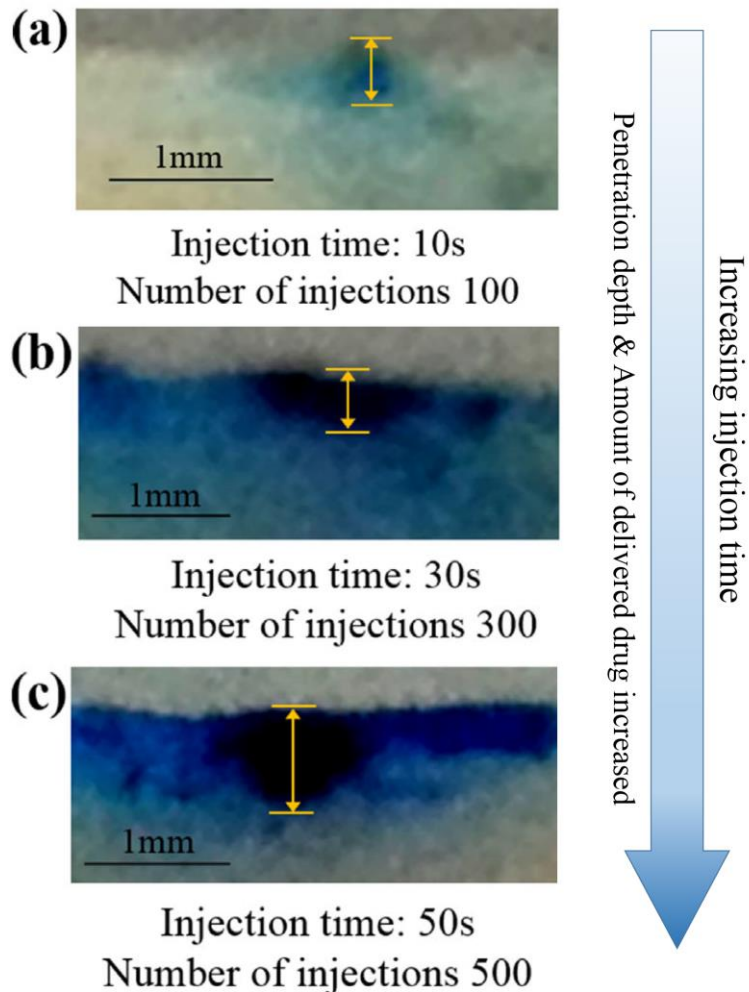 (a)
1mm
Injection time: 10s
Number of injections 100
(b)
1mm
Injection time: 30s
Number of injections 300
(c)
1mm
Injection time: 50s
Number of injections 500
Penetration depth & Amount of delivered drug increased
Increasing injection time